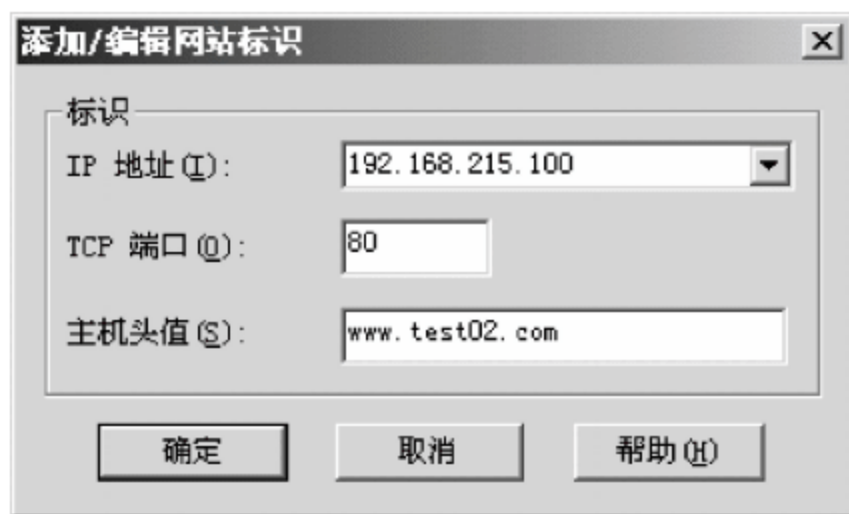 添加/编辑网站标识
标识
IP 地址(I): 192.168.215.100
TCP 端口(O): 80
主机头值(S): www.test02.com
确定 取消 帮助(H)